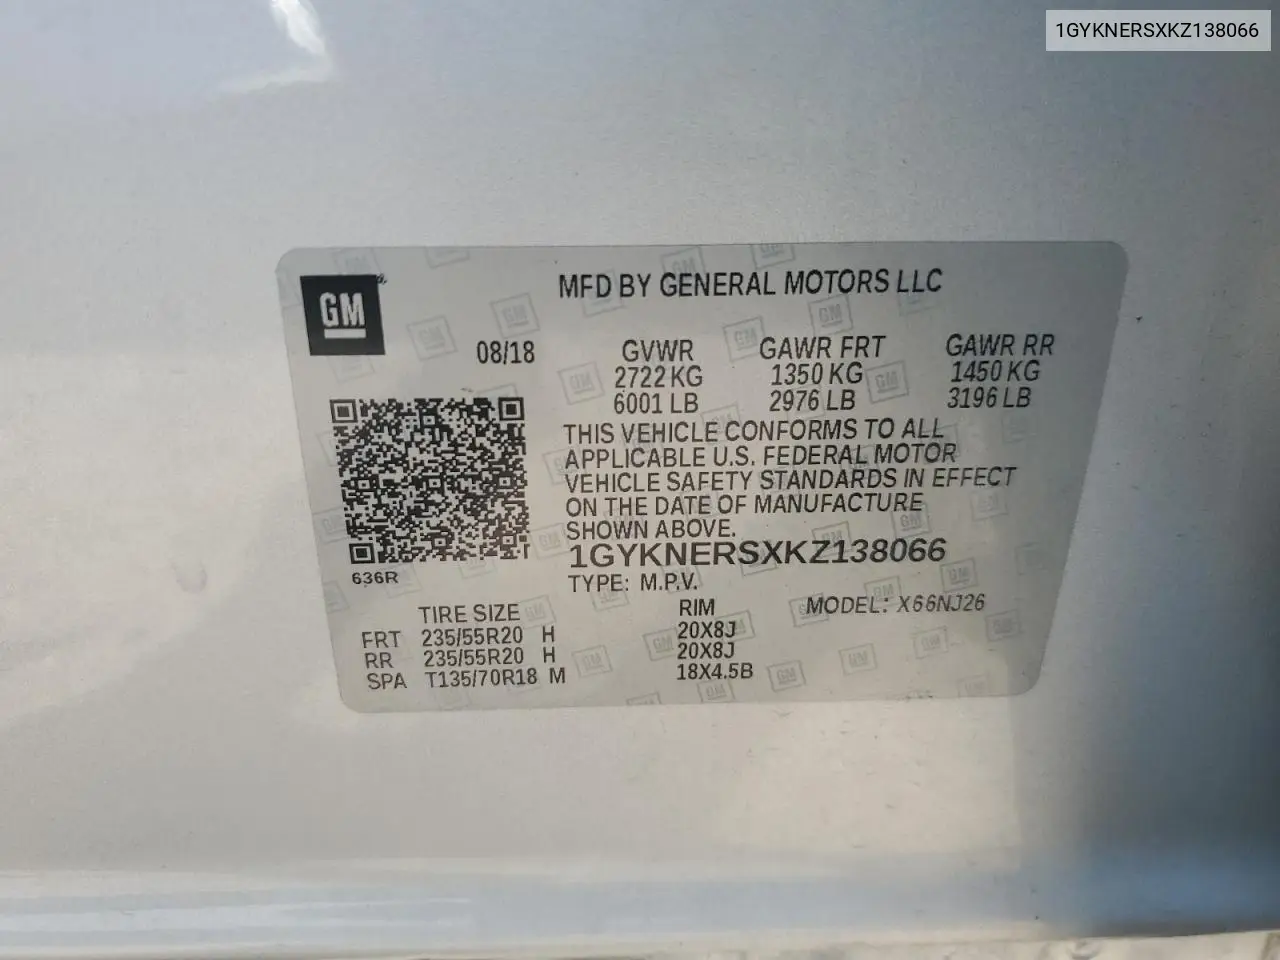 1GYKNERSXKZ138066
GM
MFD BY GENERAL MOTORS LLC
08/18
GVWR GAWR FRT GAWR RR
2722 KG 1350 KG 1450 KG
6001 LB 2976 LB 3196 LB
THIS VEHICLE CONFORMS TO ALL
APPLICABLE U.S. FEDERAL MOTOR
VEHICLE SAFETY STANDARDS IN EFFECT
ON THE DATE OF MANUFACTURE
SHOWN ABOVE.
1GYKNERSXKZ138066
636R
TYPE: M.P.V.
TIRE SIZE RIM MODEL: X66NJ26
FRT 235/55R20 H 20X8J
RR 235/55R20 H 20X8J
SPA T135/70R18 M 18X4.5B